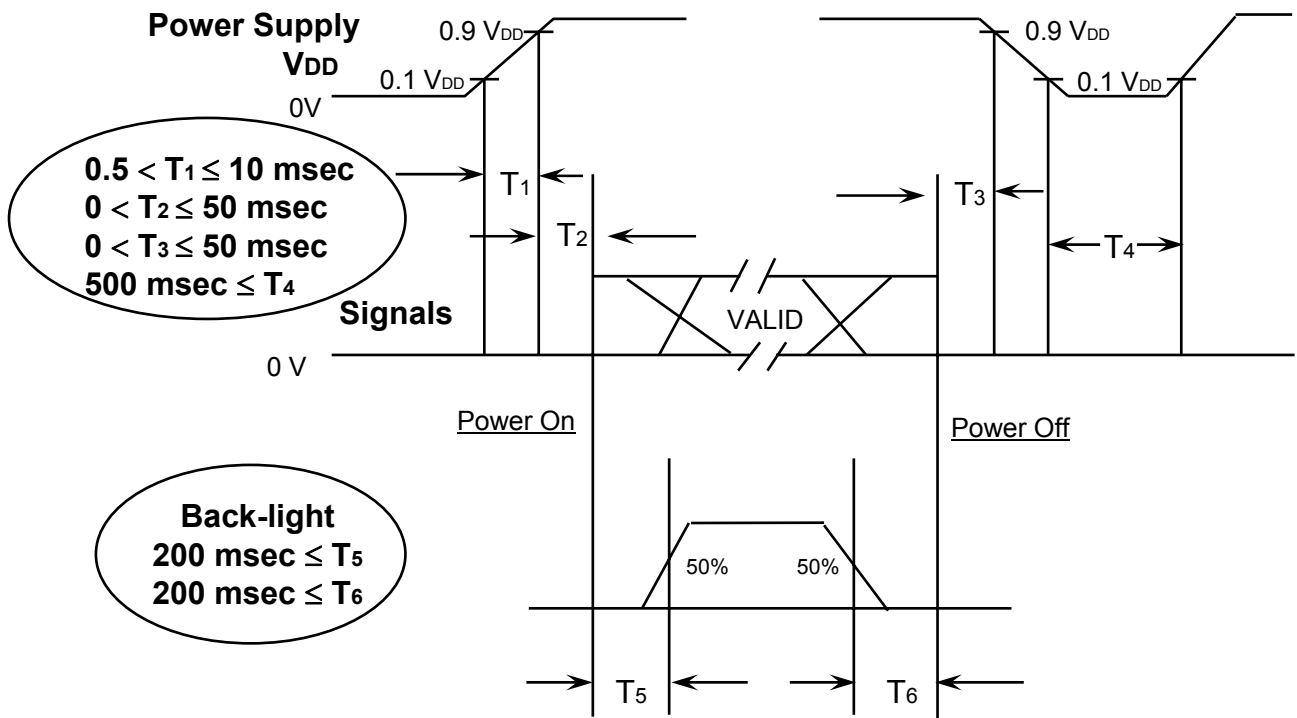 Power Supply
VDD
0.9 VDD
0.1 VDD
0V
0.9 VDD
0.1 VDD
0.5 < T1 ≤ 10 msec
0 < T2 ≤ 50 msec
0 < T3 ≤ 50 msec
500 msec ≤ T4
T1
T2
T3
T4
Signals
VALID
0 V
Power On
Power Off
Back-light
200 msec ≤ T5
200 msec ≤ T6
50%
50%
T5
T6